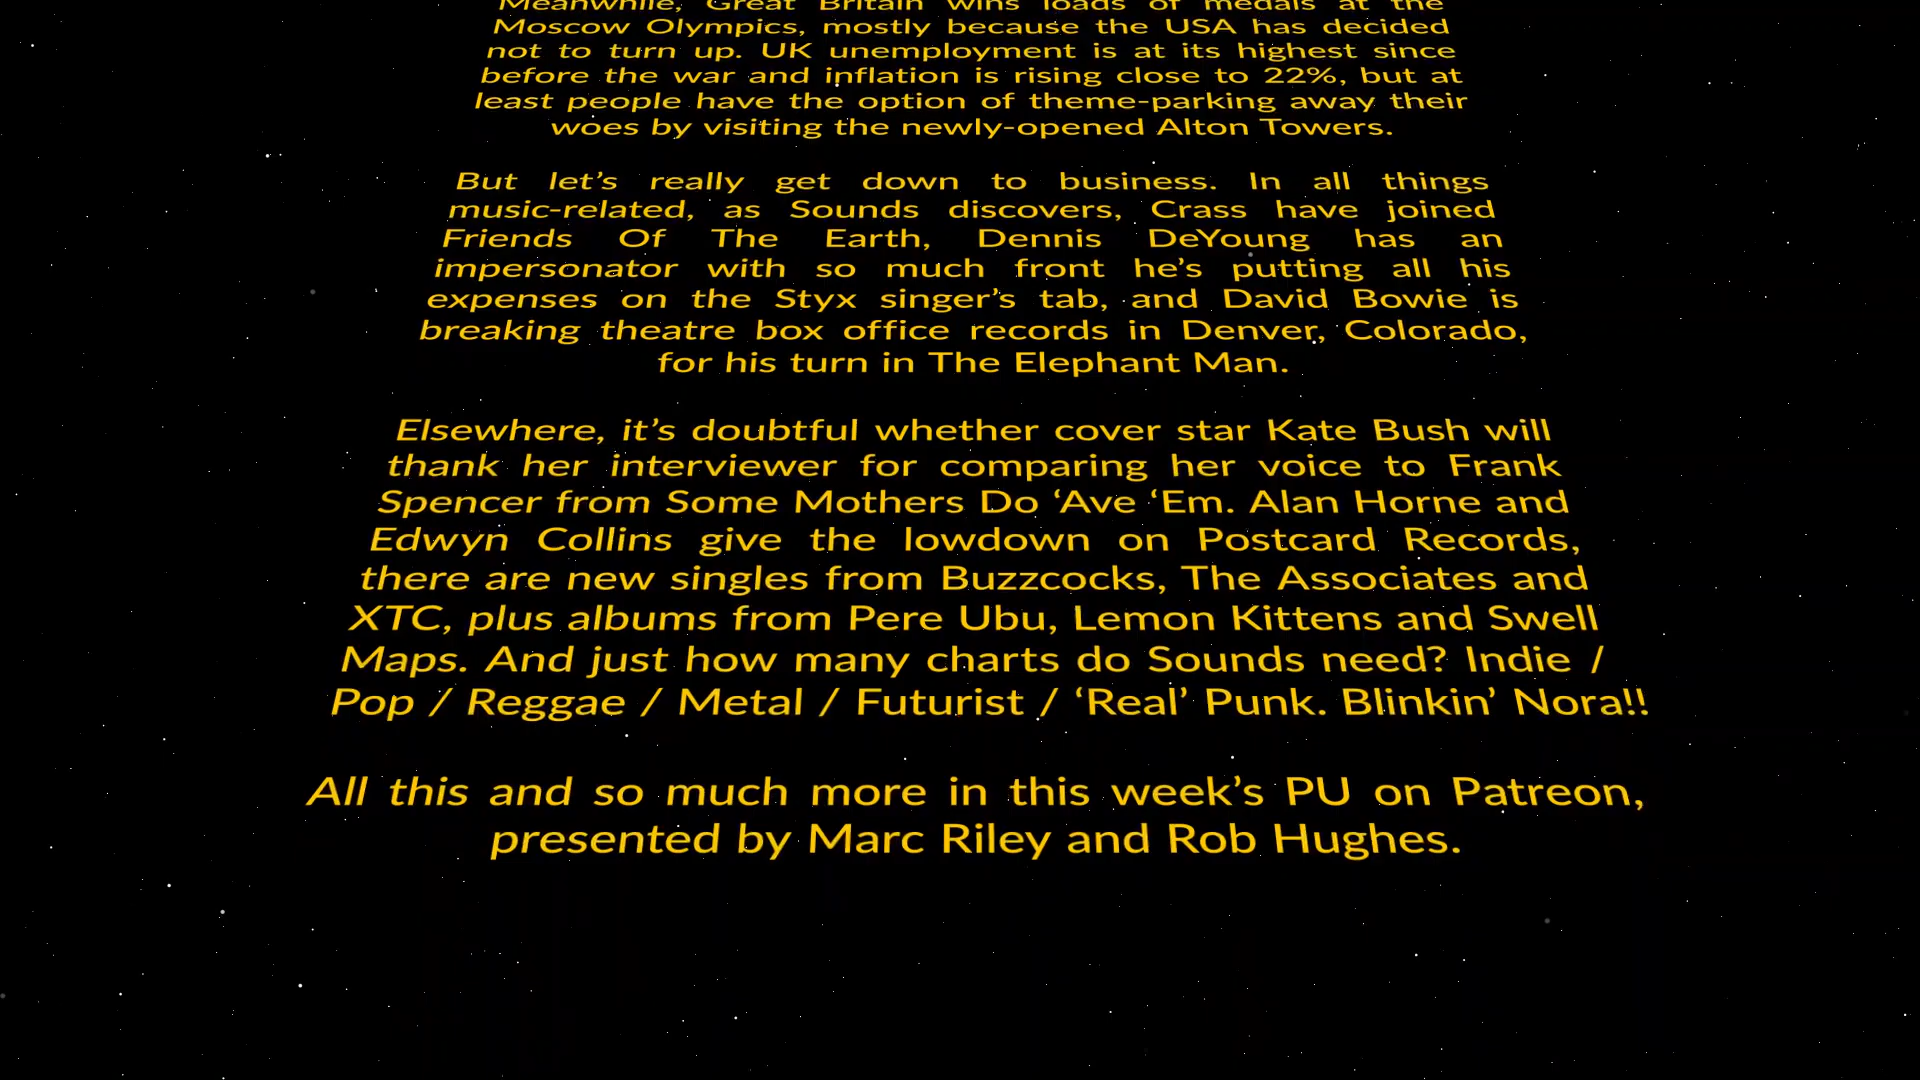 Meanwhile, Great Britain wins loads of medals at the
Moscow Olympics, mostly because the USA has decided
not to turn up. UK unemployment is at its highest since
before the war and inflation is rising close to 22%, but at
least people have the option of theme-parking away their
woes by visiting the newly-opened Alton Towers.
But let’s really get down to business. In all things
music-related, as Sounds discovers, Crass have joined
Friends Of The Earth, Dennis DeYoung has an
impersonator with so much front he’s putting all his
expenses on the Styx singer’s tab, and David Bowie is
breaking theatre box office records in Denver, Colorado,
for his turn in The Elephant Man.
Elsewhere, it’s doubtful whether cover star Kate Bush will
thank her interviewer for comparing her voice to Frank
Spencer from Some Mothers Do ‘Ave ‘Em. Alan Horne and
Edwyn Collins give the lowdown on Postcard Records,
there are new singles from Buzzcocks, The Associates and
XTC, plus albums from Pere Ubu, Lemon Kittens and Swell
Maps. And just how many charts do Sounds need? Indie /
Pop / Reggae / Metal / Futurist / ‘Real’ Punk. Blinkin’ Nora!!
All this and so much more in this week’s PU on Patreon,
presented by Marc Riley and Rob Hughes.